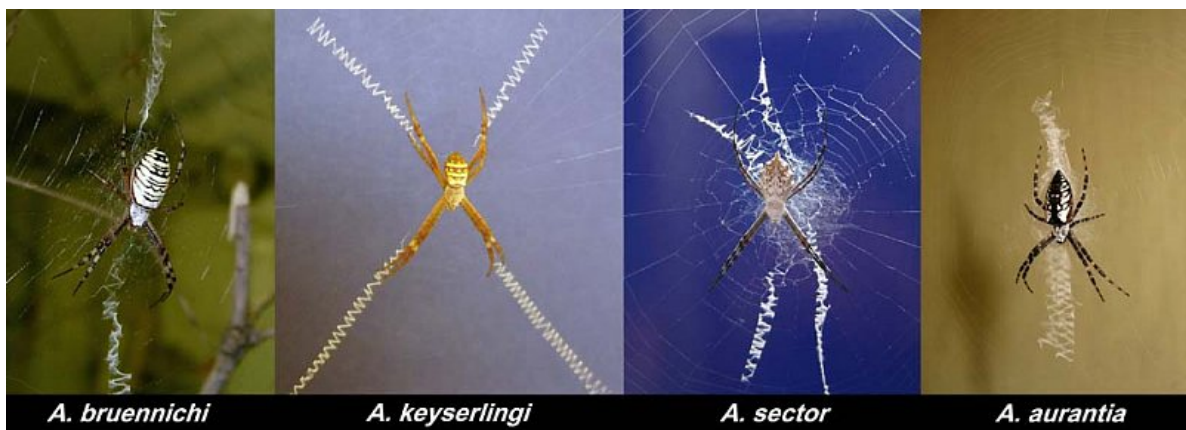 A. bruennichi
A. keyserlingi
A. sector
A. aurantia